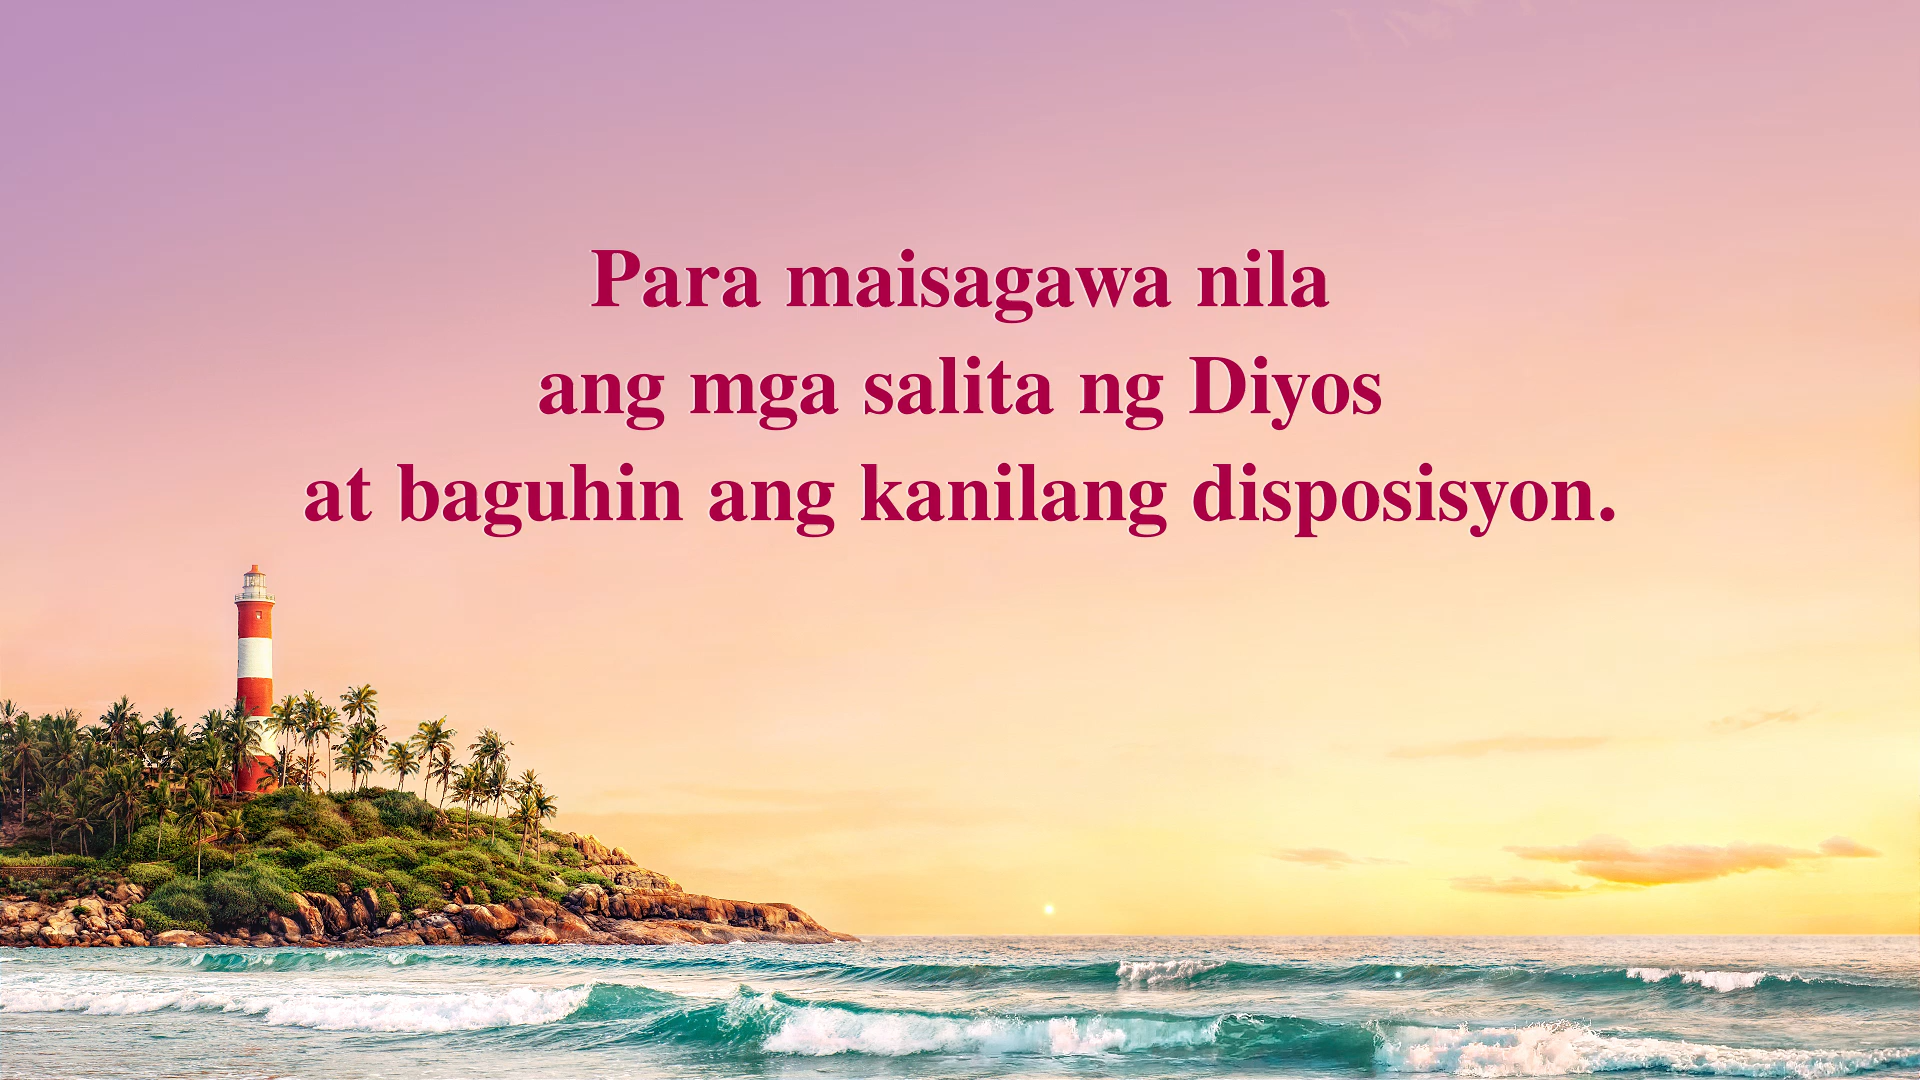 Para maisagawa nila
ang mga salita ng Diyos
at baguhin ang kanilang disposisyon.